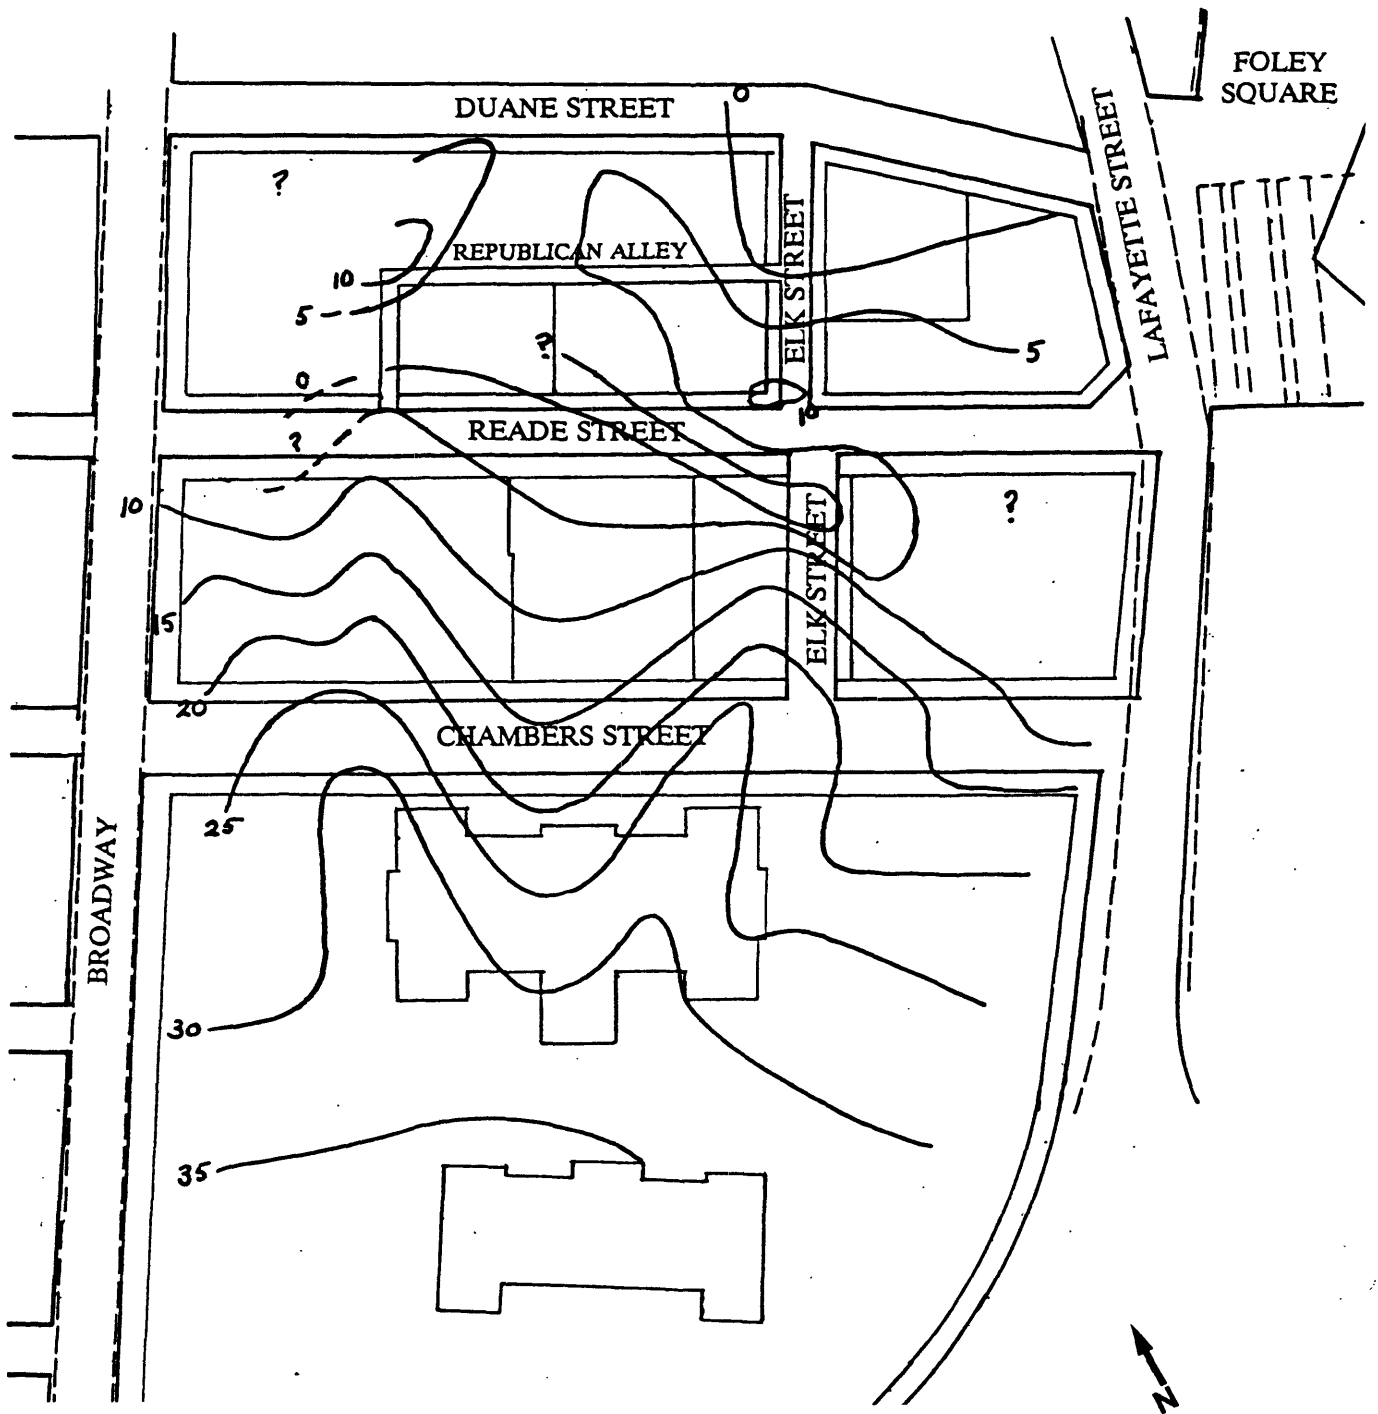 FOLEY
SQUARE
0
DUANE STREET
LAFAYETTE STREET
?
ELK STREET
REPUBLICAN ALLEY
10
5
?
5
0
10
READE STREET
?
10
ELK STREET
?
15
20
CHAMBERS STREET
25
BROADWAY
30
35
N